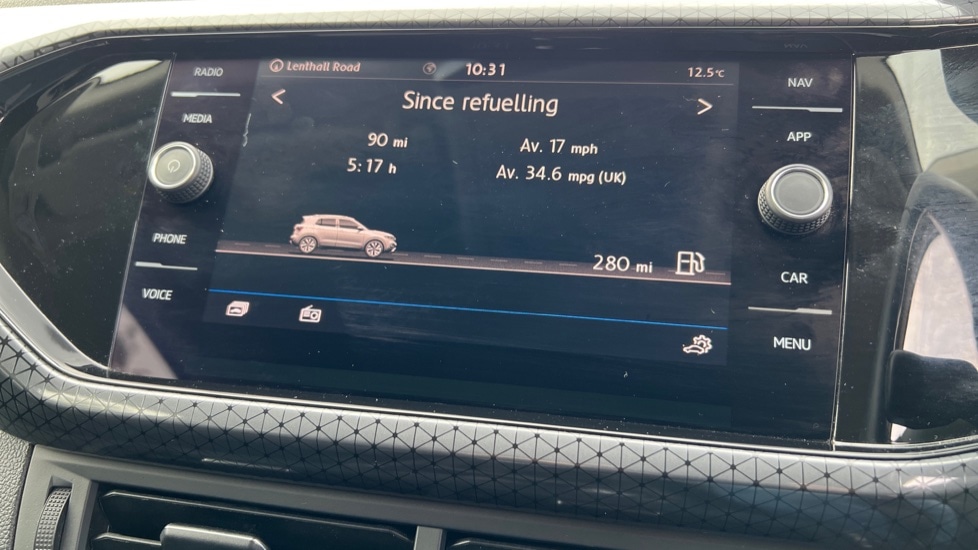 RADIO
MEDIA
PHONE
VOICE
Lenthall Road 10:31 12.5°C
< Since refuelling >
90 mi Av. 17 mph
5:17 h Av. 34.6 mpg (UK)
280 mi
NAV
APP
CAR
MENU